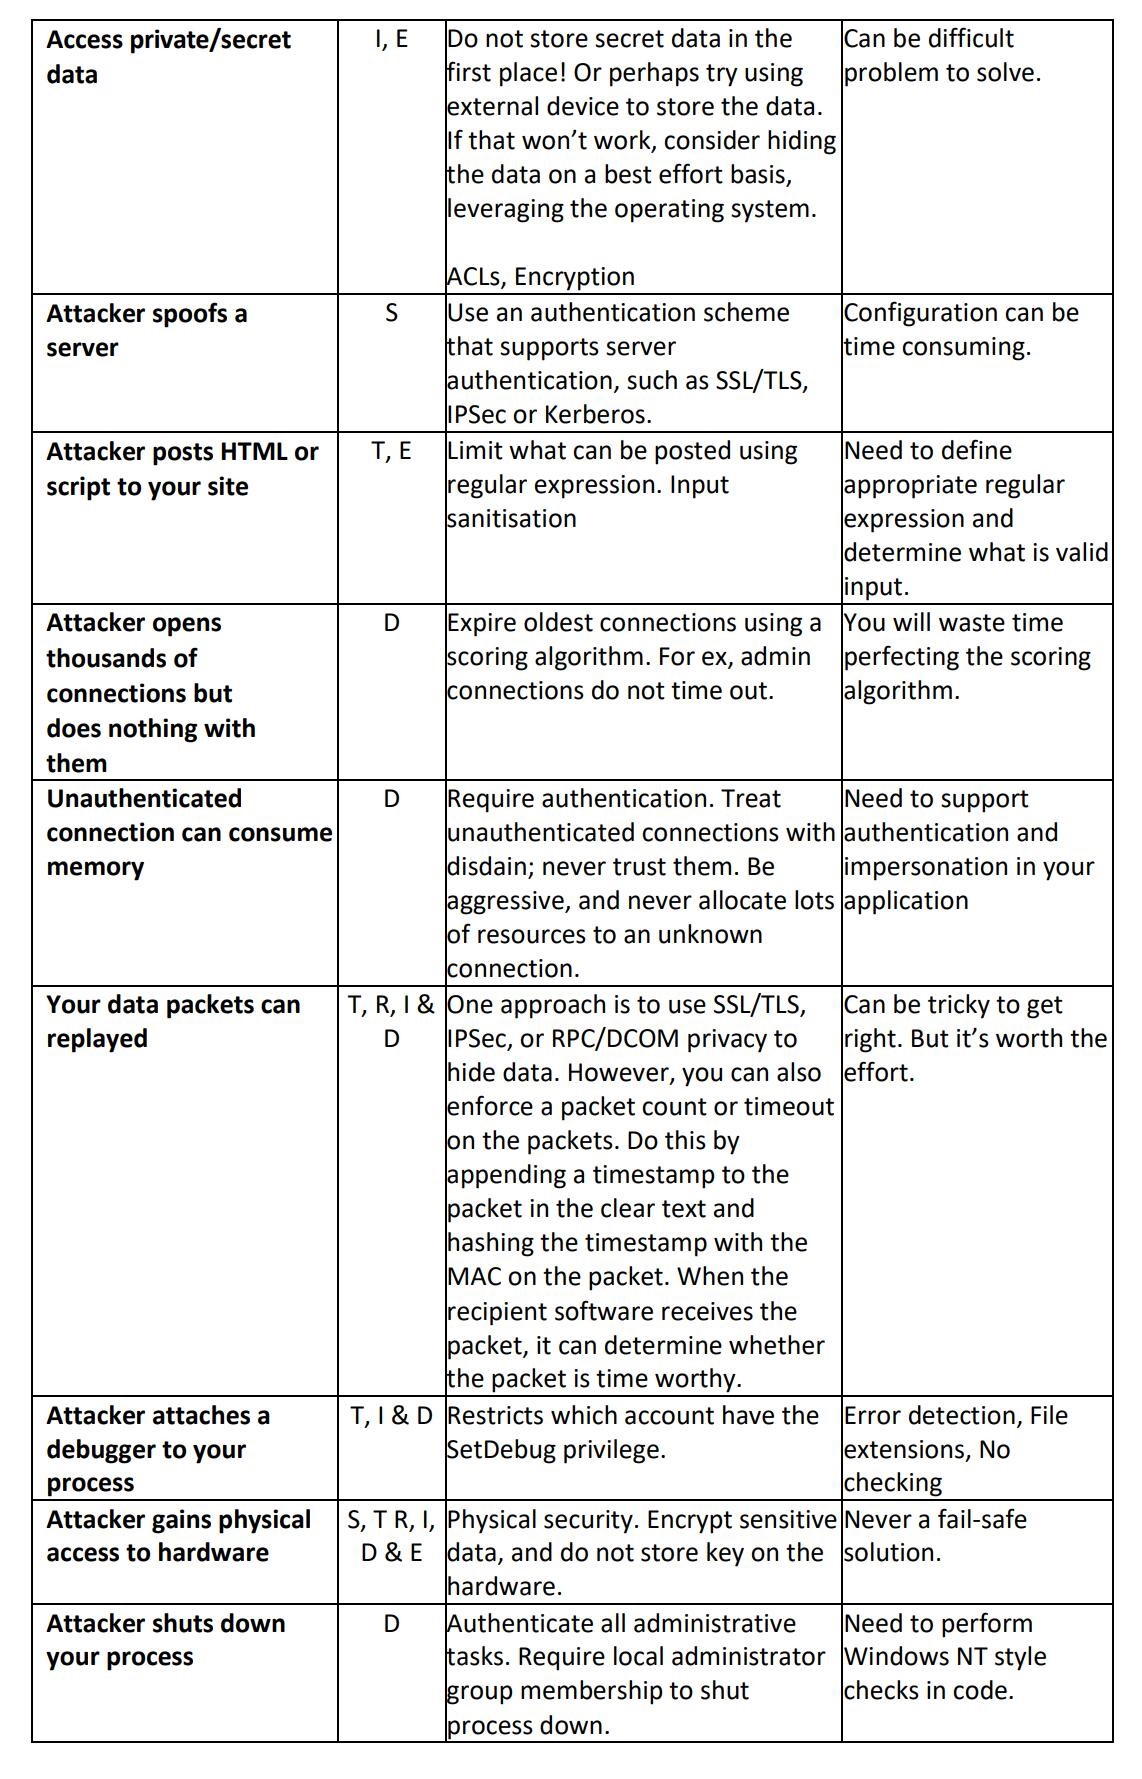 Access private/secret
data
I, E
Do not store secret data in the
first place! Or perhaps try using
external device to store the data.
If that won’t work, consider hiding
the data on a best effort basis,
leveraging the operating system.
ACLs, Encryption
Can be difficult
problem to solve.
Attacker spoofs a
server
S
Use an authentication scheme
that supports server
authentication, such as SSL/TLS,
IPSec or Kerberos.
Configuration can be
time consuming.
Attacker posts HTML or
script to your site
T, E
Limit what can be posted using
regular expression. Input
sanitisation
Need to define
appropriate regular
expression and
determine what is valid
input.
Attacker opens
thousands of
connections but
does nothing with
them
D
Expire oldest connections using a
scoring algorithm. For ex, admin
connections do not time out.
You will waste time
perfecting the scoring
algorithm.
Unauthenticated
connection can consume
memory
D
Require authentication. Treat
unauthenticated connections with
disdain; never trust them. Be
aggressive, and never allocate lots
of resources to an unknown
connection.
Need to support
authentication and
impersonation in your
application
Your data packets can
replayed
T, R, I &
D
One approach is to use SSL/TLS,
IPSec, or RPC/DCOM privacy to
hide data. However, you can also
enforce a packet count or timeout
on the packets. Do this by
appending a timestamp to the
packet in the clear text and
hashing the timestamp with the
MAC on the packet. When the
recipient software receives the
packet, it can determine whether
the packet is time worthy.
Can be tricky to get
right. But it’s worth the
effort.
Attacker attaches a
debugger to your
process
T, I & D
Restricts which account have the
SetDebug privilege.
Error detection, File
extensions, No
checking
Attacker gains physical
access to hardware
S, T R, I,
D & E
Physical security. Encrypt sensitive
data, and do not store key on the
hardware.
Never a fail-safe
solution.
Attacker shuts down
your process
D
Authenticate all administrative
tasks. Require local administrator
group membership to shut
process down.
Need to perform
Windows NT style
checks in code.